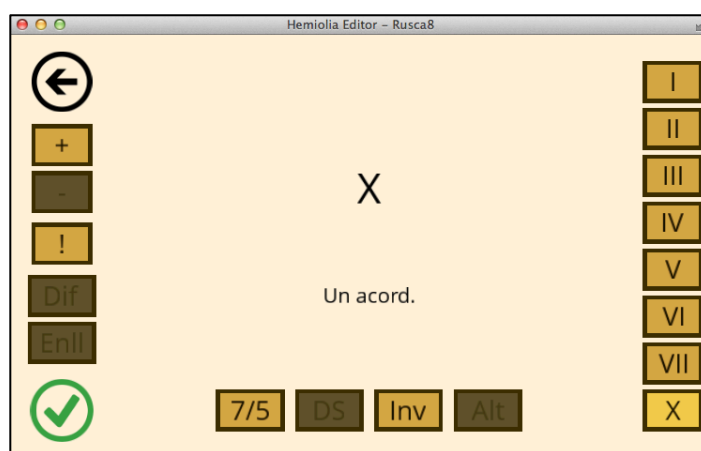 Hemiolia Editor – Rusca8
I
+
II
-
X
III
!
IV
V
Dif
Un acord.
VI
Enll
VII
7/5 DS Inv Alt
X